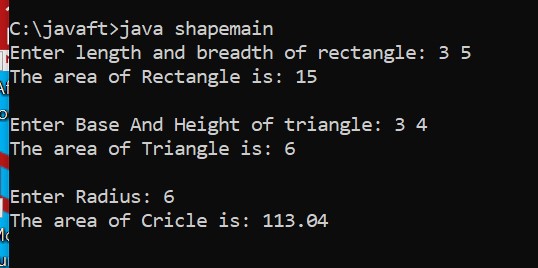 C:\javaft>java shapemain
Enter length and breadth of rectangle: 3 5
The area of Rectangle is: 15
Enter Base And Height of triangle: 3 4
The area of Triangle is: 6
Enter Radius: 6
The area of Cricle is: 113.04